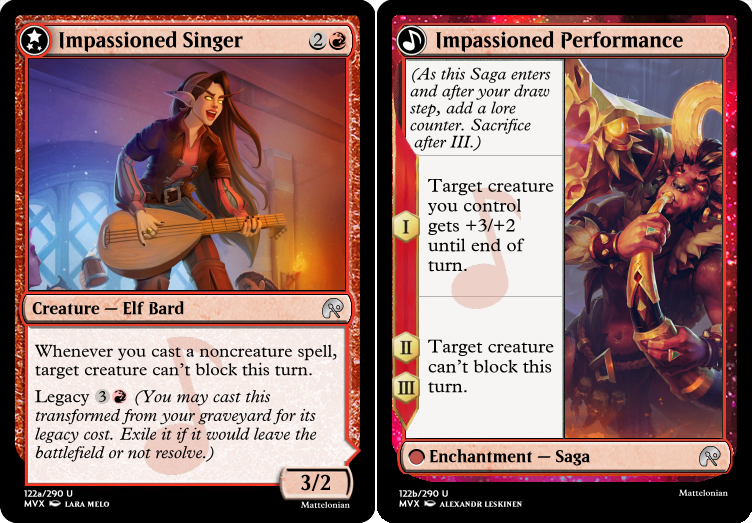 Impassioned Singer 2
Creature — Elf Bard
Whenever you cast a noncreature spell,
target creature can't block this turn.
Legacy 3 (You may cast this
transformed from your graveyard for its
legacy cost. Exile it if it would leave the
battlefield or not resolve.)
3/2
122a/290 U
MVX LARA MELO
Mattelonian
Impassioned Performance
(As this Saga enters
and after your draw
step, add a lore
counter. Sacrifice
after III.)
I
Target creature
you control
gets +3/+2
until end of
turn.
II
III
Target creature
can't block this
turn.
Enchantment — Saga
122b/290 U
MVX ALEXANDR LESKINEN
Mattelonian